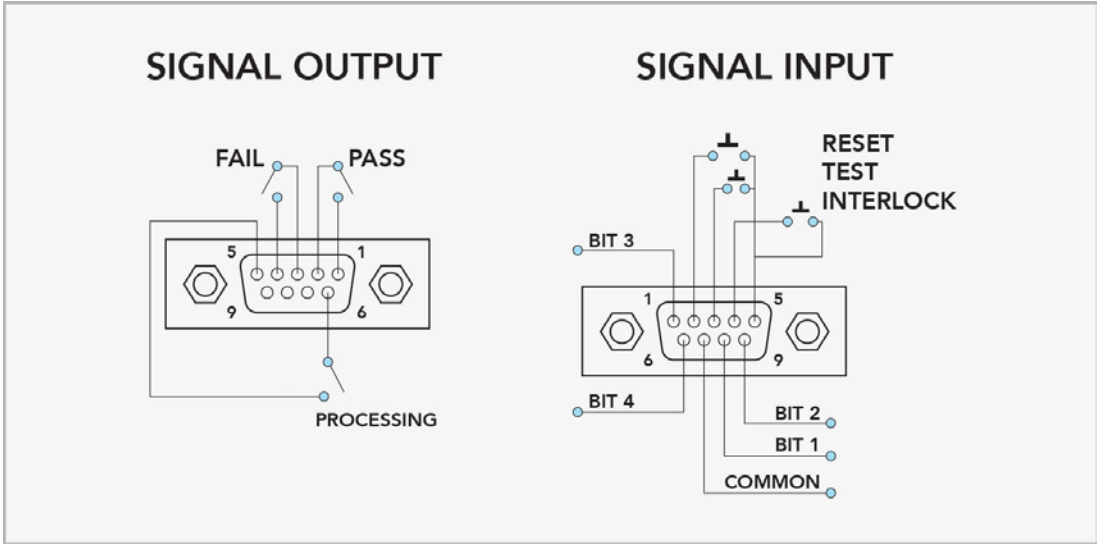 SIGNAL OUTPUT
FAIL
PASS
5
1
9
6
PROCESSING
SIGNAL INPUT
RESET
TEST
INTERLOCK
BIT 3
1
5
6
9
BIT 4
BIT 2
BIT 1
COMMON